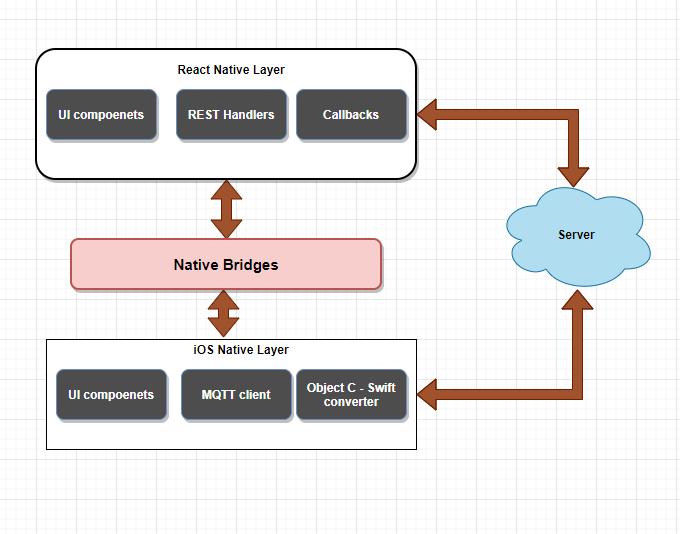 React Native Layer
UI compoenets
REST Handlers
Callbacks
Server
Native Bridges
iOS Native Layer
UI compoenets
MQTT client
Object C - Swift
converter